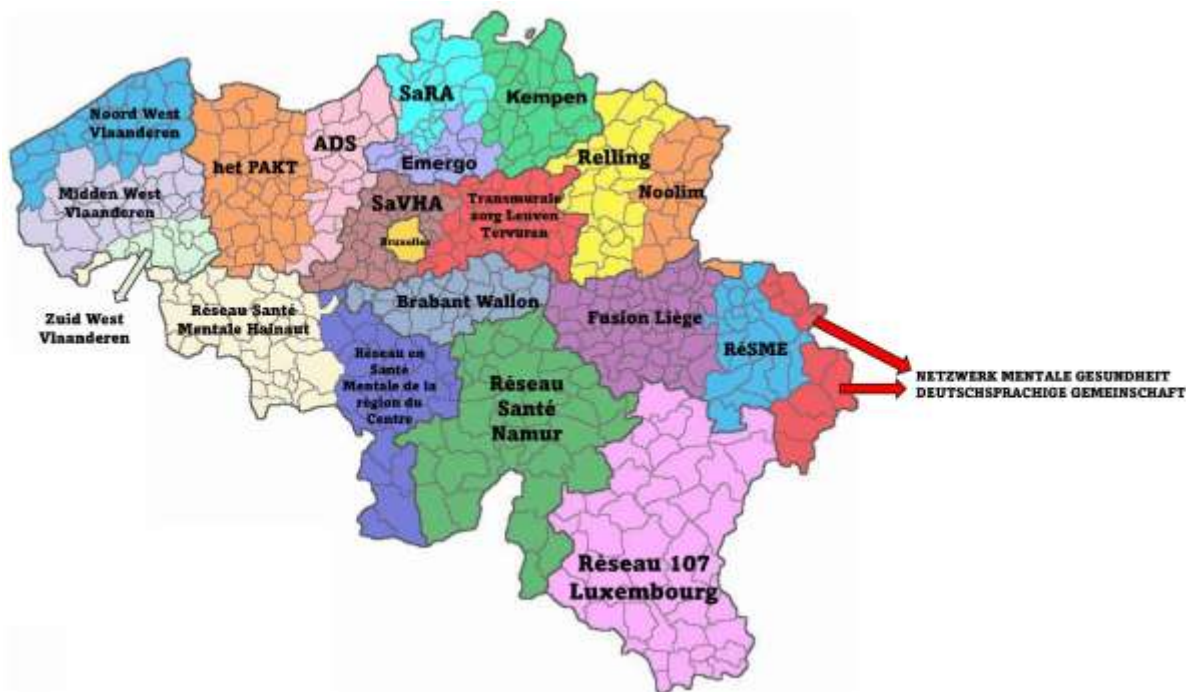 SaRA
Kempen
Noord West
Vlaanderen
ADS
het PAKT
Emergo
Relling
Noolim
Midden West
Vlaanderen
SaVHA
Transmurale
zorg Leuven
Tervuran
Bruxelles
Zuid West
Vlaanderen
Réseau Santé
Mentale Hainaut
Brabant Wallon
Fusion Liège
RéSME
Réseau en
Santé
Mentale de la
région du
Centre
Réseau
Santé
Namur
NETZWERK MENTALE GESUNDHEIT
DEUTSCHSPRACHIGE GEMEINSCHAFT
Réseau 107
Luxembourg